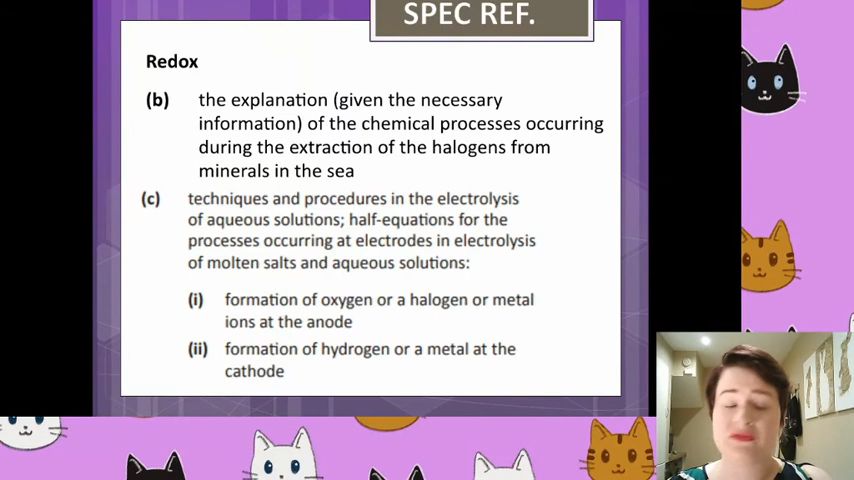 SPEC REF.
Redox
(b) the explanation (given the necessary
information) of the chemical processes occurring
during the extraction of the halogens from
minerals in the sea
(c) techniques and procedures in the electrolysis
of aqueous solutions; half-equations for the
processes occurring at electrodes in electrolysis
of molten salts and aqueous solutions:
(i) formation of oxygen or a halogen or metal
ions at the anode
(ii) formation of hydrogen or a metal at the
cathode